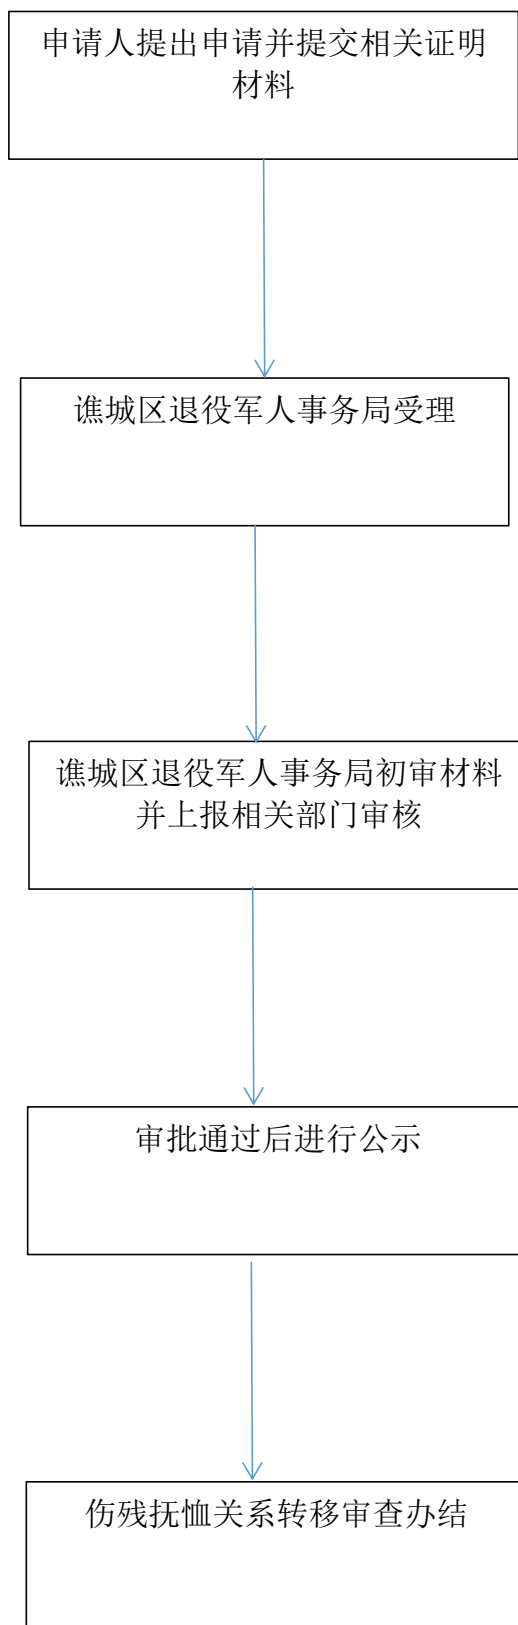 申请人提出申请并提交相关证明
材料
谯城区退役军人事务局受理
谯城区退役军人事务局初审材料
并上报相关部门审核
审批通过后进行公示
伤残抚恤关系转移审查办结